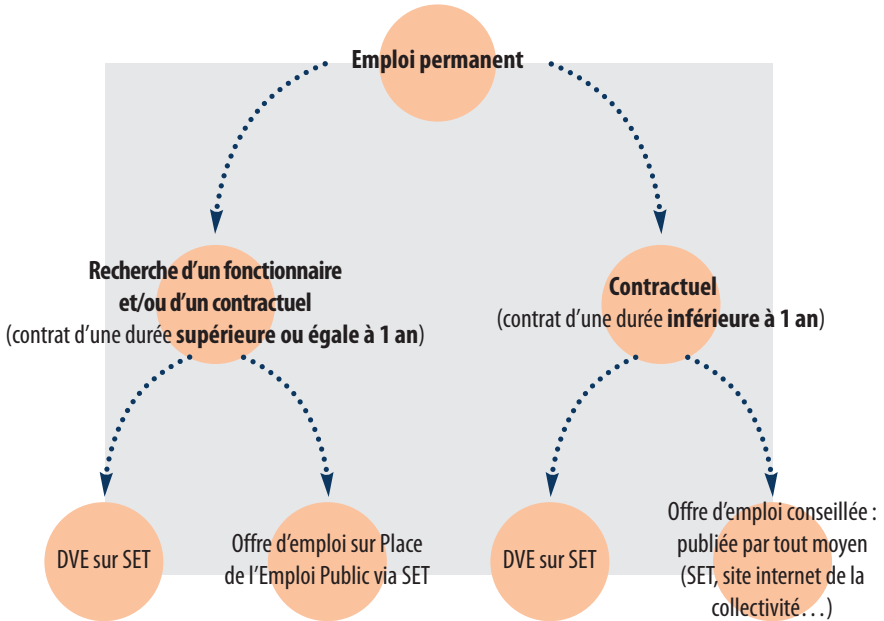 Emploi permanent
Recherche d'un fonctionnaire
et/ou d'un contractuel
(contrat d'une durée supérieure ou égale à 1 an)
Contractuel
(contrat d'une durée inférieure à 1 an)
DVE sur SET
Offre d'emploi sur Place
de l'Emploi Public via SET
DVE sur SET
Offre d'emploi conseillée :
publiée par tout moyen
(SET, site internet de la
collectivité…)